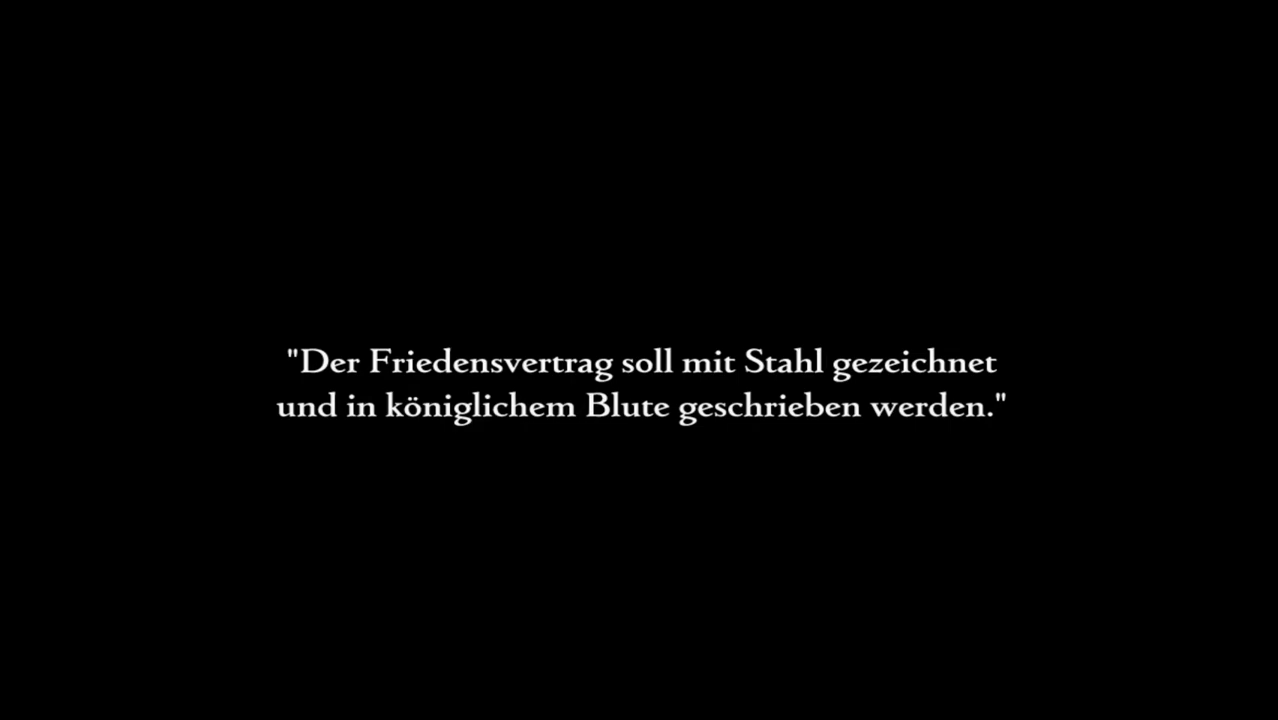 "Der Friedensvertrag soll mit Stahl gezeichnet
und in königlichem Blute geschrieben werden."